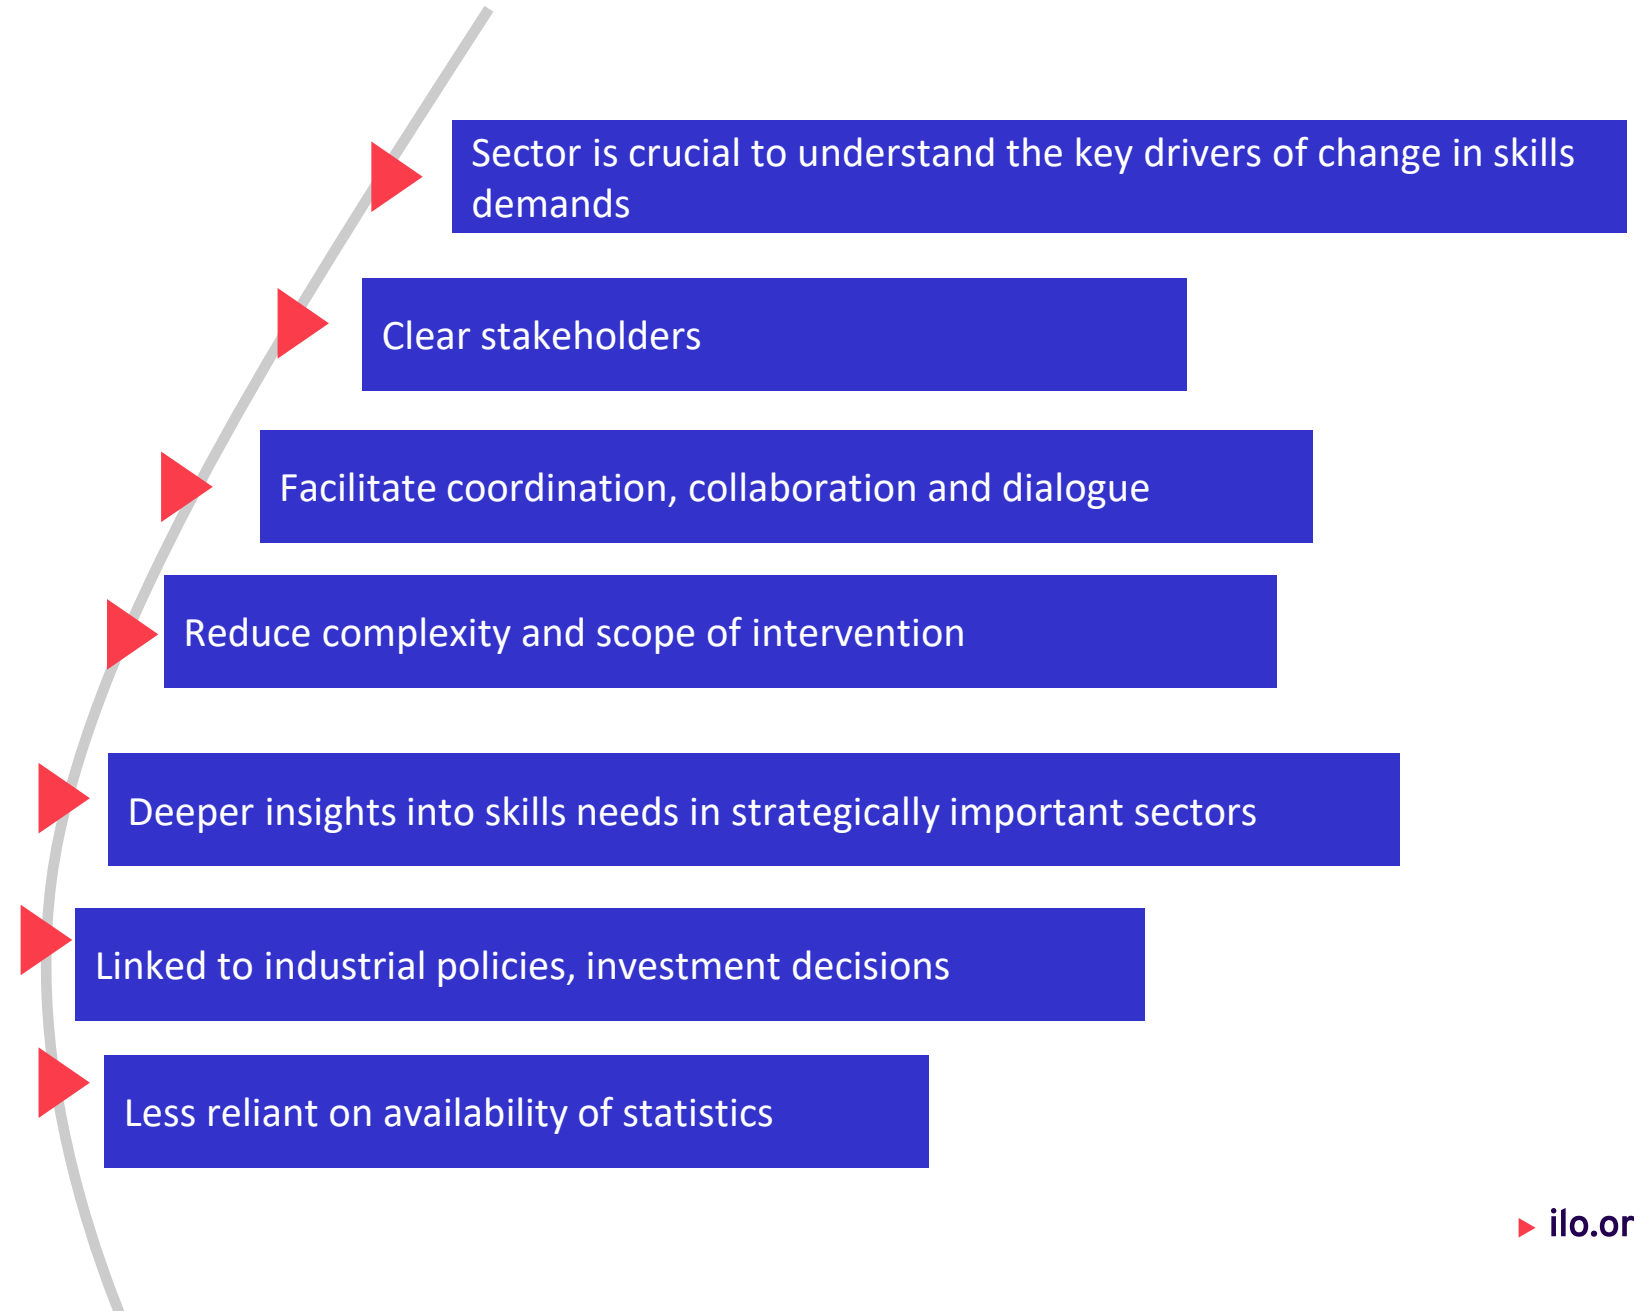 Sector is crucial to understand the key drivers of change in skills
demands
Clear stakeholders
Facilitate coordination, collaboration and dialogue
Reduce complexity and scope of intervention
Deeper insights into skills needs in strategically important sectors
Linked to industrial policies, investment decisions
Less reliant on availability of statistics
ilo.or